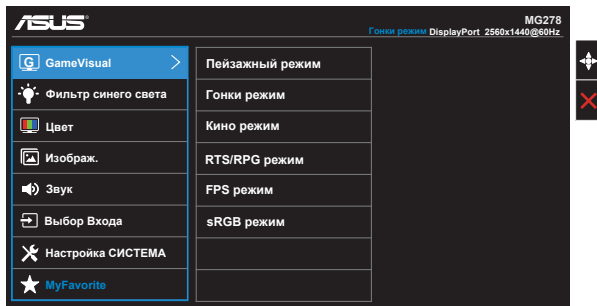 ASUS
MG278
Гонки режим DisplayPort 2560x1440@60Hz
G GameVisual
Фильтр синего света
Цвет
Изображ.
Звук
Выбор Входа
Настройка СИСТЕМА
MyFavorite
Пейзажный режим
Гонки режим
Кино режим
RTS/RPG режим
FPS режим
sRGB режим